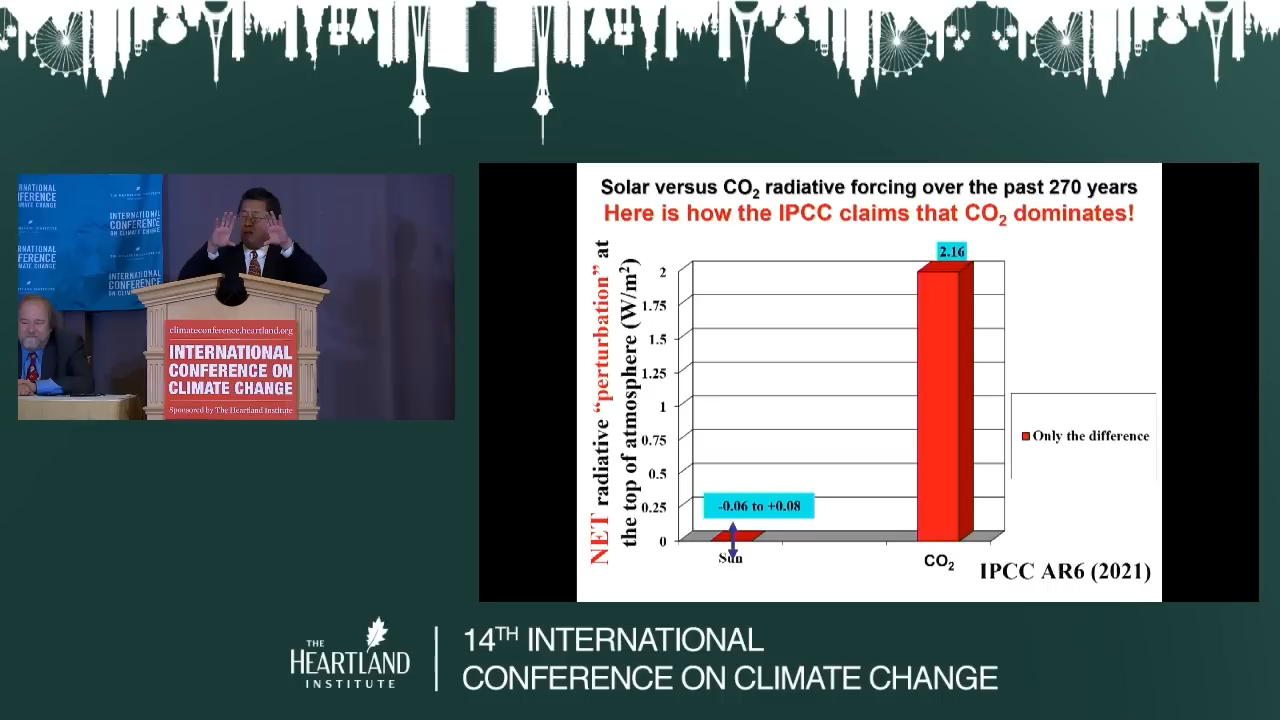 NATIONAL
INTERNATIONAL
CONFERENCE
ON CLIMATE
CHANGE
climateconference.heartland.org
INTERNATIONAL
CONFERENCE ON
CLIMATE CHANGE
Sponsored by The Heartland Institute
Solar versus CO₂ radiative forcing over the past 270 years
Here is how the IPCC claims that CO₂ dominates!
NET radiative “perturbation” at
the top of atmosphere (W/m²)
2.16
2
1.75
1.5
1.25
1
0.75
0.5
0.25
0
-0.06 to +0.08
Only the difference
Sun
CO₂
IPCC AR6 (2021)
THE
HEARTLAND
INSTITUTE
14TH INTERNATIONAL
CONFERENCE ON CLIMATE CHANGE